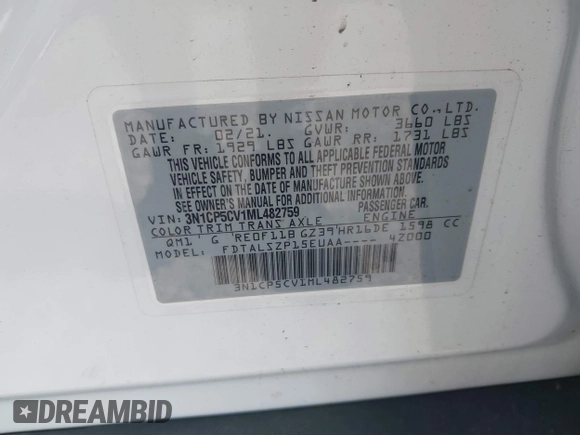 MANUFACTURED BY NISSAN MOTOR CO., LTD.
DATE: 02/21. GVWR: 3660 LBS
GAWR FR: 1929 LBS GAWR RR: 1731 LBS
THIS VEHICLE CONFORMS TO ALL APPLICABLE FEDERAL MOTOR
VEHICLE SAFETY, BUMPER AND THEFT PREVENTION STANDARDS
IN EFFECT ON THE DATE OF MANUFACTURE SHOWN ABOVE.
SEE OWNER'S MANUAL FOR ADDITIONAL INFORMATION.
VIN: 3N1CP5CV1ML482759 PASSENGER CAR
COLOR TRIM TRANS AXLE ENGINE
QM1 G RE0F11B GZ39 HR16DE 1598 CC
MODEL: FDTALSZP15EUAA---- 42000
3N1CP5CV1ML482759
DREAMBID